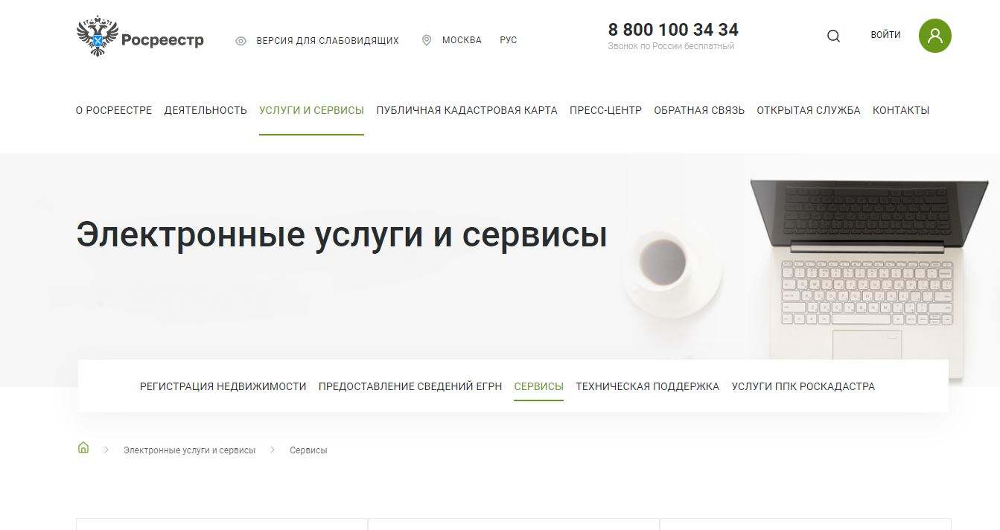 Росреестр
ВЕРСИЯ ДЛЯ СЛАБОВИДЯЩИХ
МОСКВА
РУС
8 800 100 34 34
Звонок по России бесплатный
ВОЙТИ
О РОСРЕЕСТРЕ ДЕЯТЕЛЬНОСТЬ УСЛУГИ И СЕРВИСЫ ПУБЛИЧНАЯ КАДАСТРОВАЯ КАРТА ПРЕСС-ЦЕНТР ОБРАТНАЯ СВЯЗЬ ОТКРЫТАЯ СЛУЖБА КОНТАКТЫ
Электронные услуги и сервисы
РЕГИСТРАЦИЯ НЕДВИЖИМОСТИ ПРЕДОСТАВЛЕНИЕ СВЕДЕНИЙ ЕГРН СЕРВИСЫ ТЕХНИЧЕСКАЯ ПОДДЕРЖКА УСЛУГИ ППК РОСКАДАСТРА
Электронные услуги и сервисы
Сервисы